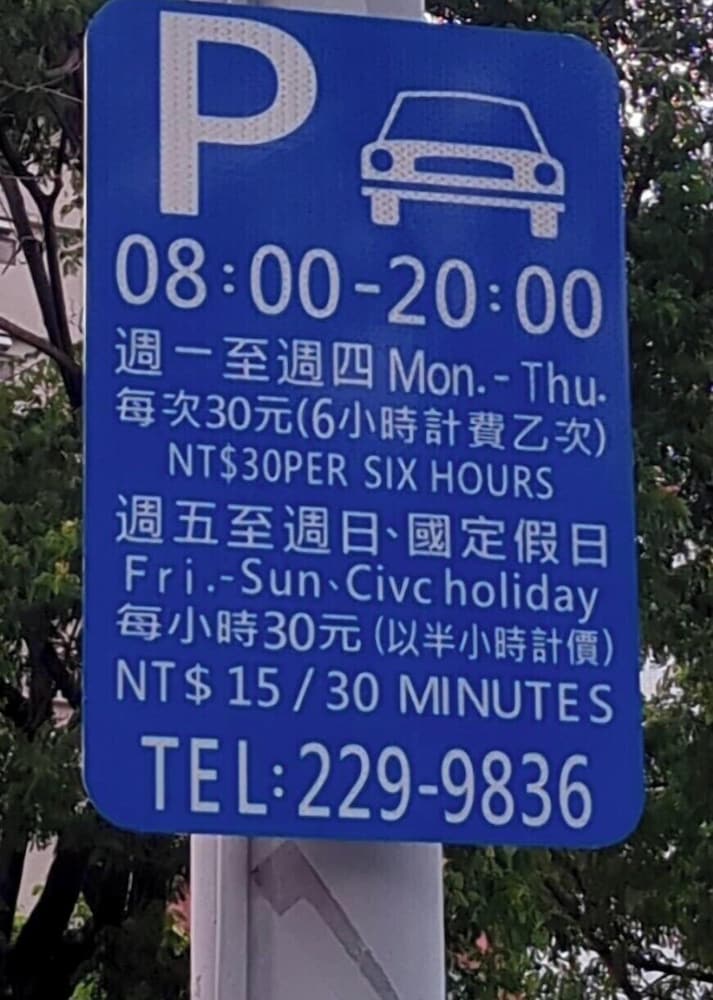 P
08:00-20:00
週一至週四 Mon.- Thu.
每次30元(6小時計費乙次)
NT$30PER SIX HOURS
週五至週日、國定假日
Fri.-Sun、Civc holiday
每小時30元(以半小時計價)
NT$ 15/30 MINUTES
TEL:229-9836